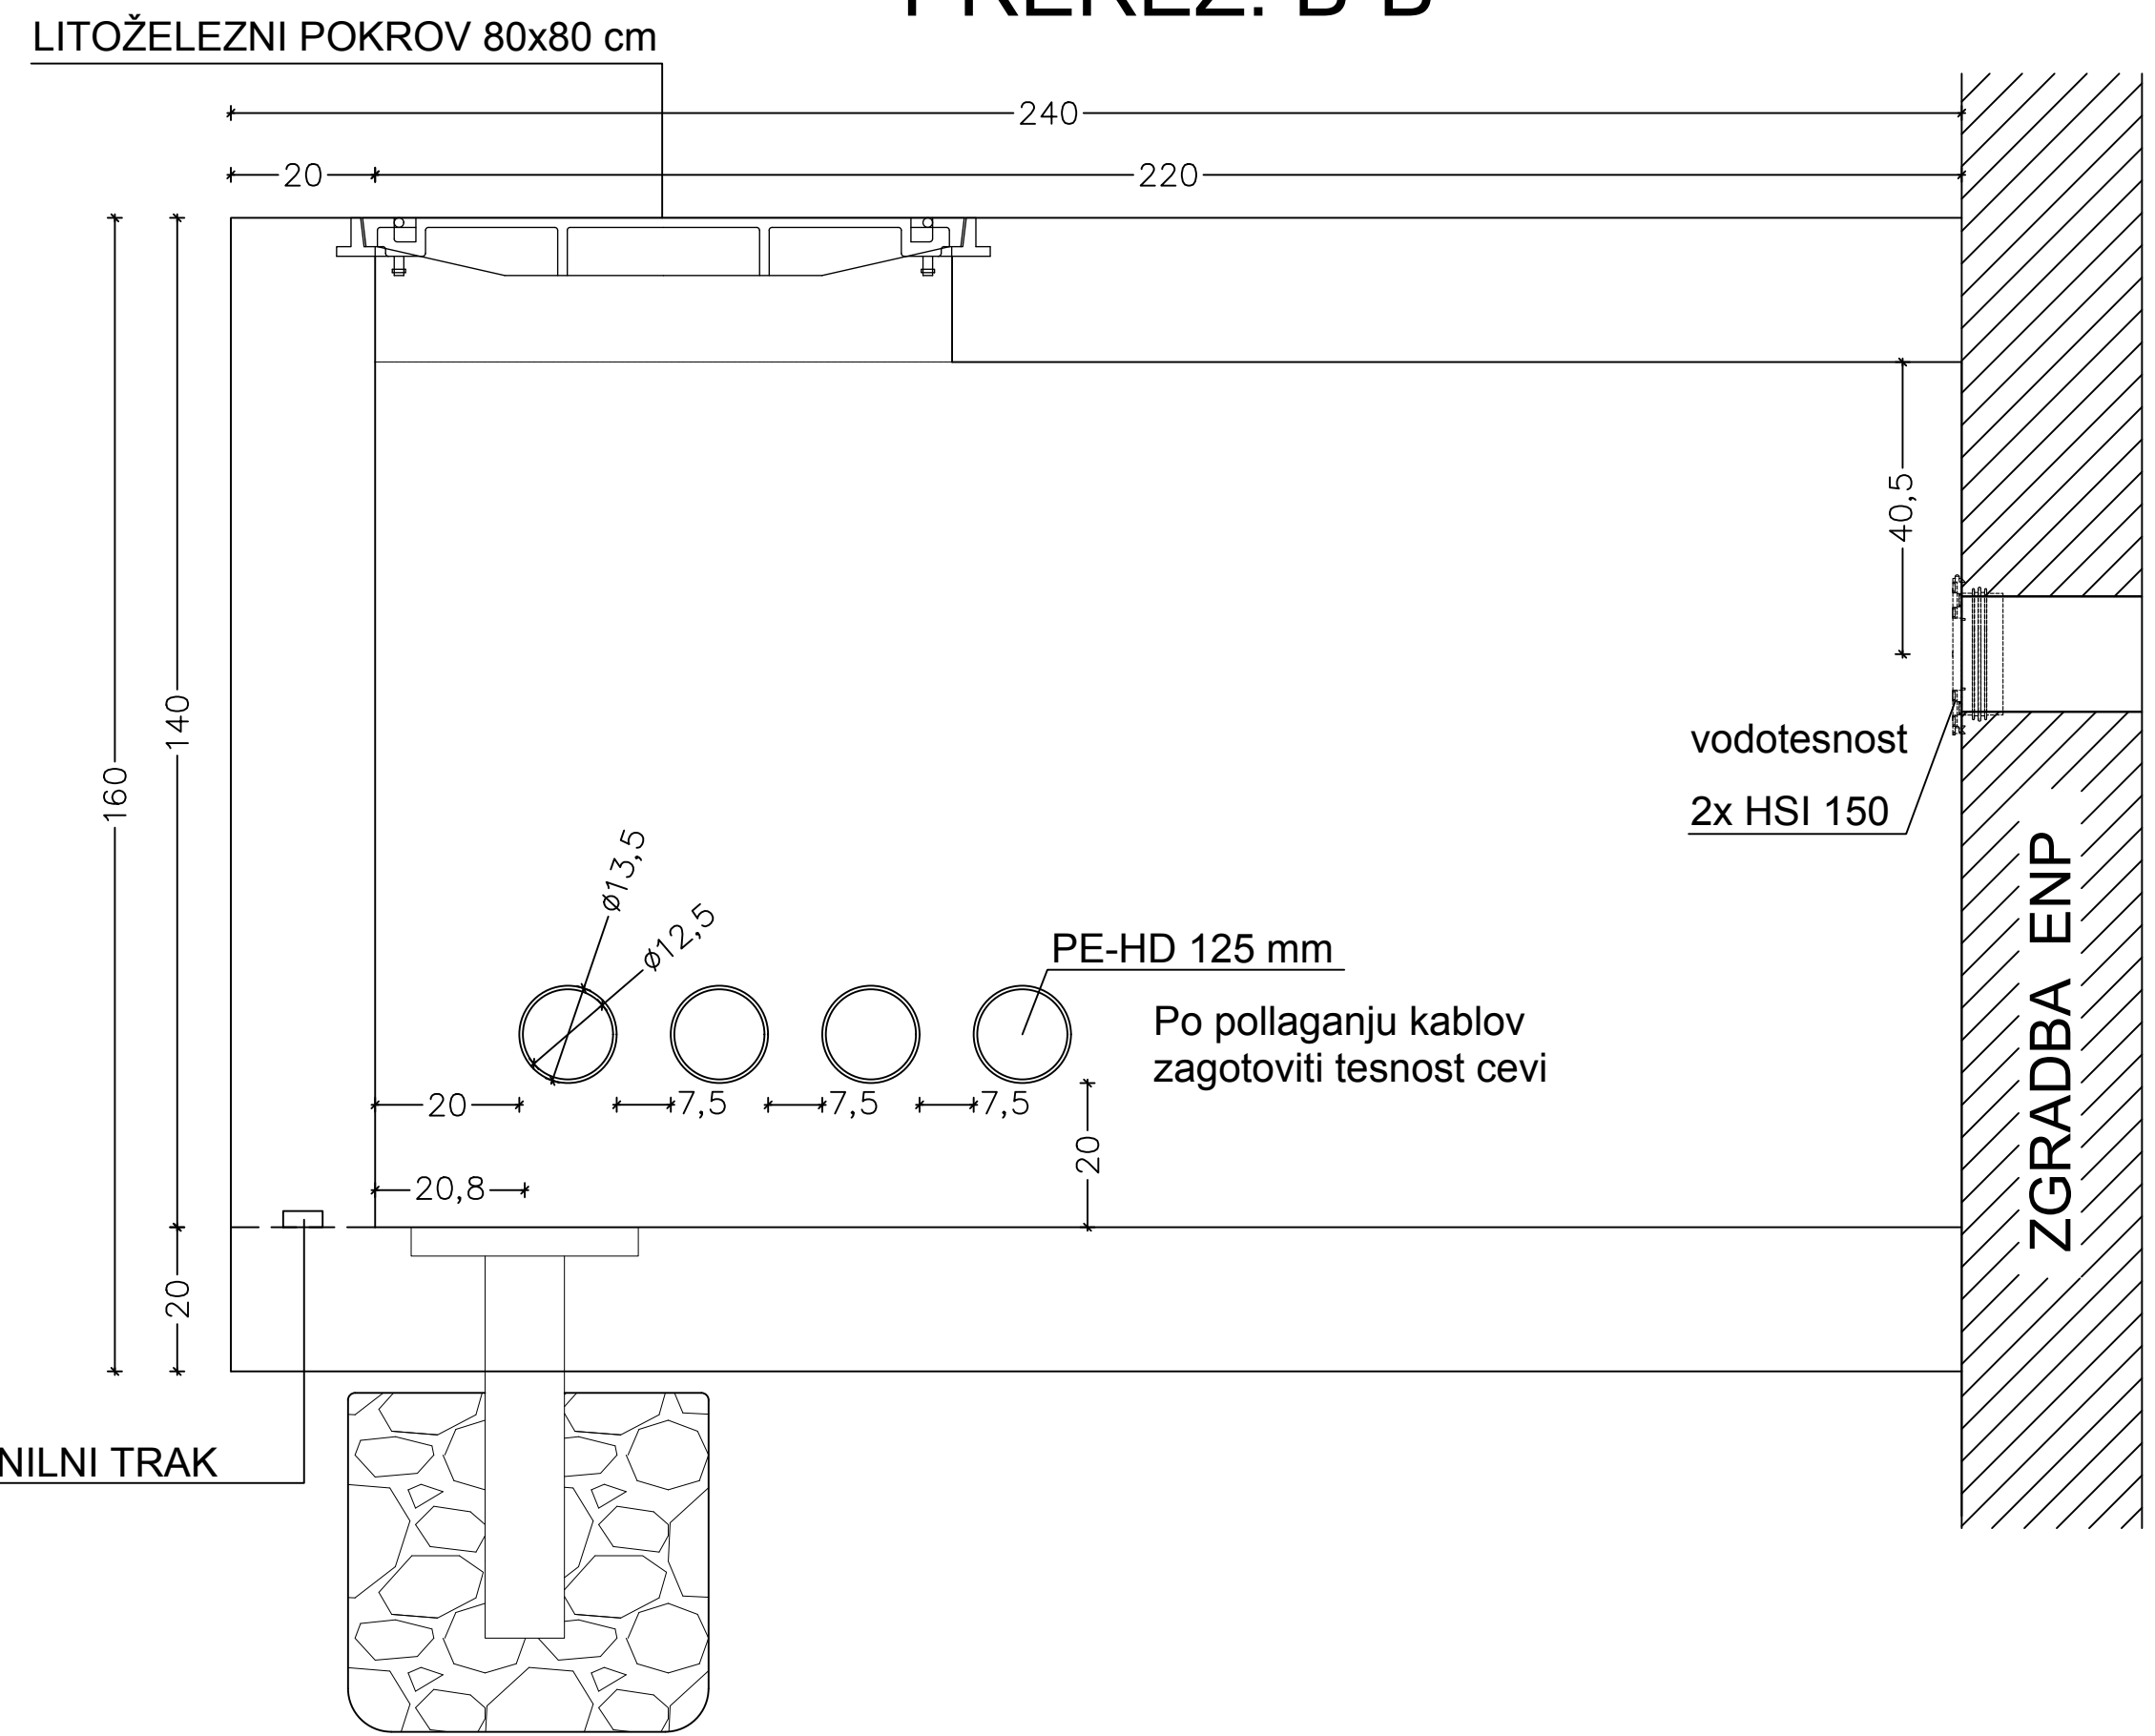 PREREZ: B-B
LITOŽELEZNI POKROV 80x80 cm
240
20
220
40,5
140
160
vodotesnost
2x HSI 150
ø13,5
ø12,5
PE-HD 125 mm
Po pollaganju kablov
zagotoviti tesnost cevi
ZGRADBA ENP
20
7,5
7,5
7,5
20
20,8
20
NILNI TRAK